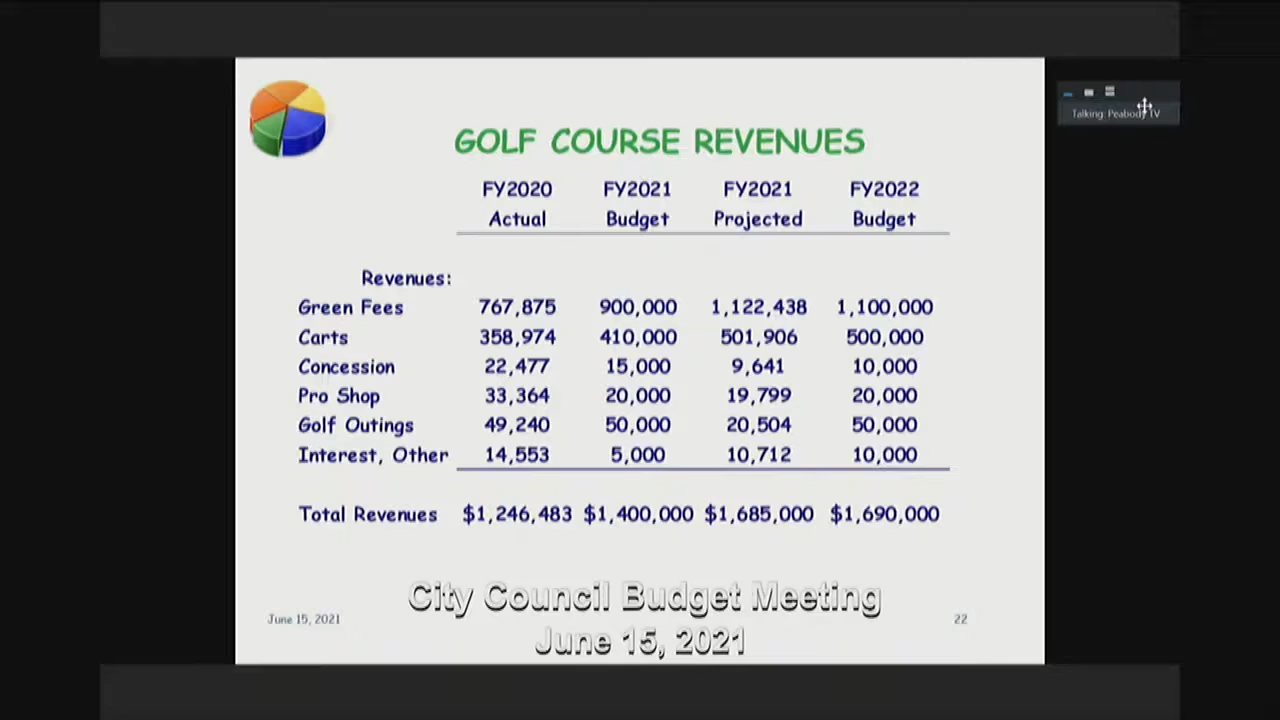 Talking: Peabody TV
GOLF COURSE REVENUES
FY2020 FY2021 FY2021 FY2022
Actual Budget Projected Budget
Revenues:
Green Fees 767,875 900,000 1,122,438 1,100,000
Carts 358,974 410,000 501,906 500,000
Concession 22,477 15,000 9,641 10,000
Pro Shop 33,364 20,000 19,799 20,000
Golf Outings 49,240 50,000 20,504 50,000
Interest, Other 14,553 5,000 10,712 10,000
Total Revenues $1,246,483 $1,400,000 $1,685,000 $1,690,000
City Council Budget Meeting
June 15, 2021 22
June 15, 2021